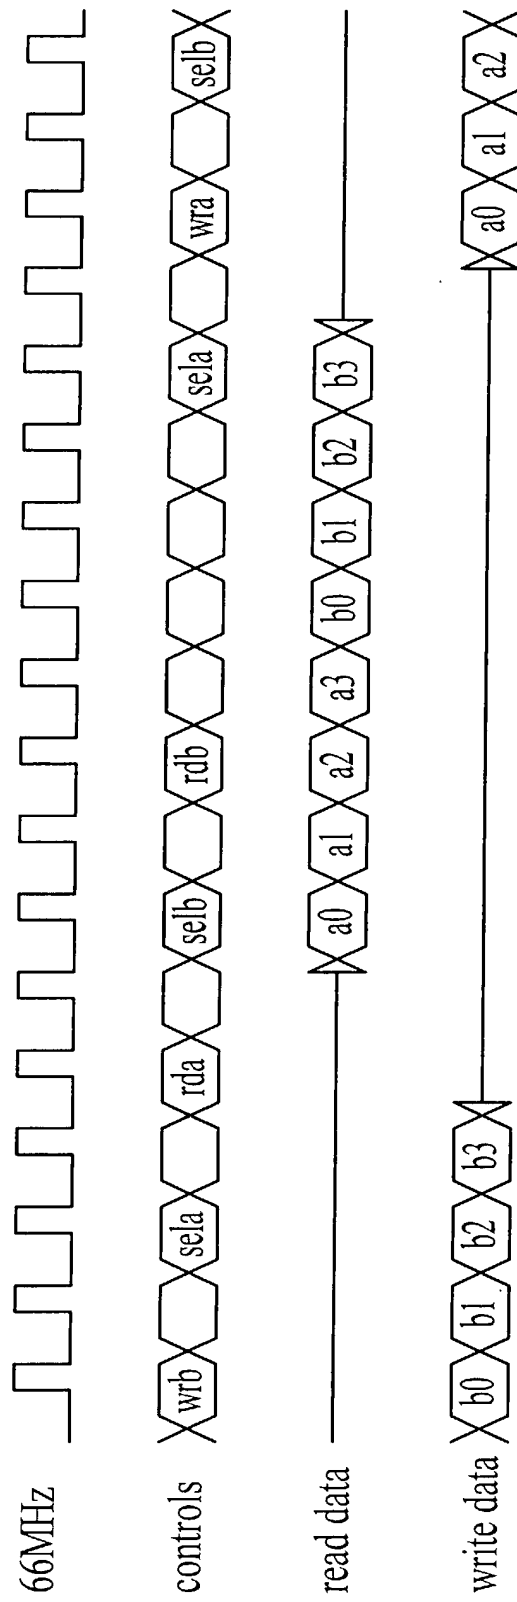 66MHz
controls wrb sela rda selb rdb sela wra selb
read data a0 a1 a2 a3 b0 b1 b2 b3
write data b0 b1 b2 b3 a0 a1 a2